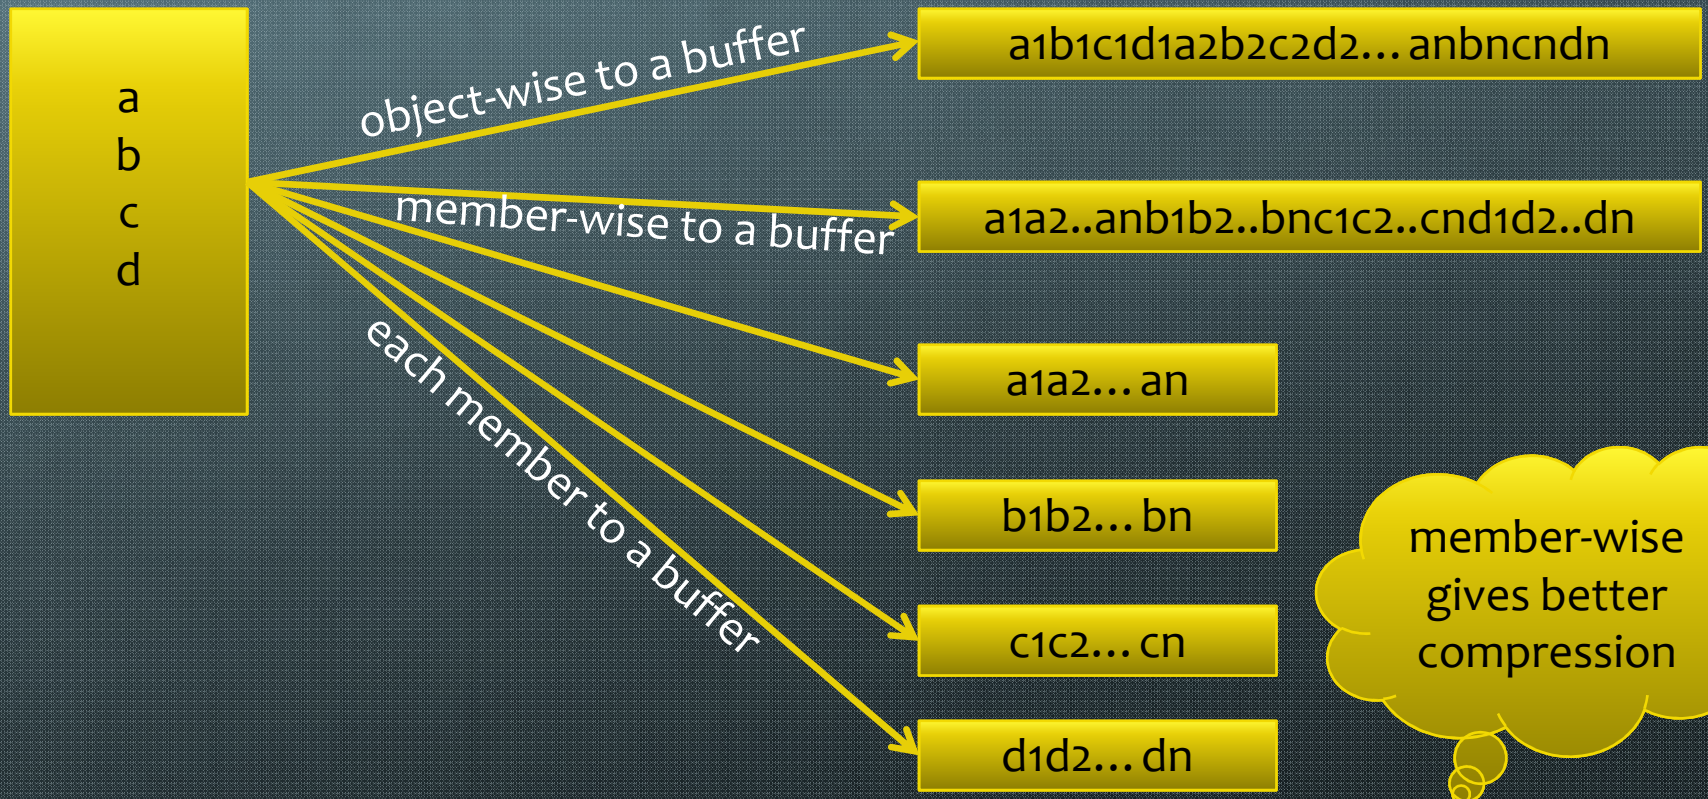 a
b
c
d
object-wise to a buffer
a1b1c1d1a2b2c2d2…anbncndn
member-wise to a buffer
a1a2..anb1b2..bnc1c2..cnd1d2..dn
each member to a buffer
a1a2…an
b1b2…bn
c1c2…cn
d1d2…dn
member-wise
gives better
compression